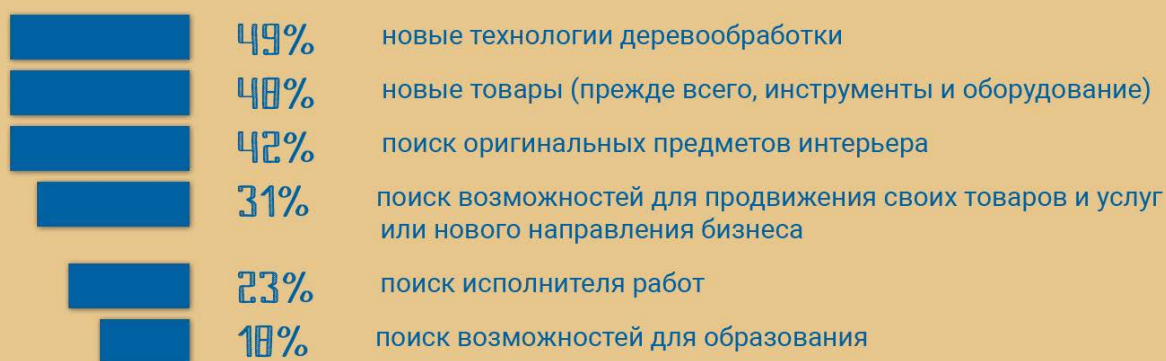 49% новые технологии деревообработки
48% новые товары (прежде всего, инструменты и оборудование)
42% поиск оригинальных предметов интерьера
31% поиск возможностей для продвижения своих товаров и услуг
или нового направления бизнеса
23% поиск исполнителя работ
18% поиск возможностей для образования